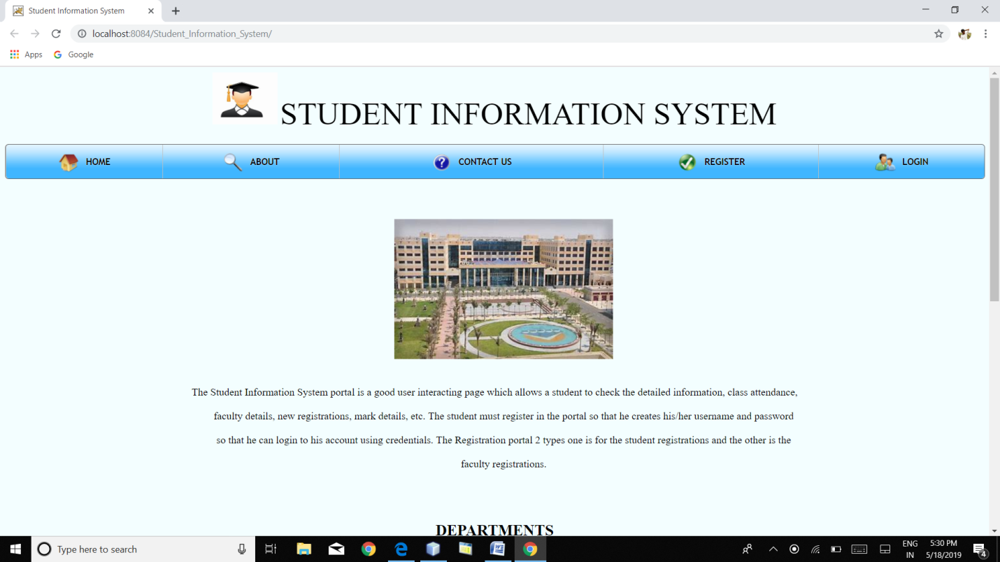 Student Information System
localhost:8084/Student_Information_System/
Apps Google
STUDENT INFORMATION SYSTEM
HOME ABOUT CONTACT US REGISTER LOGIN
The Student Information System portal is a good user interacting page which allows a student to check the detailed information, class attendance,
faculty details, new registrations, mark details, etc. The student must register in the portal so that he creates his/her username and password
so that he can login to his account using credentials. The Registration portal 2 types one is for the student registrations and the other is the
faculty registrations.
DEPARTMENTS
Type here to search
ENG 5:30 PM
IN 5/18/2019
4